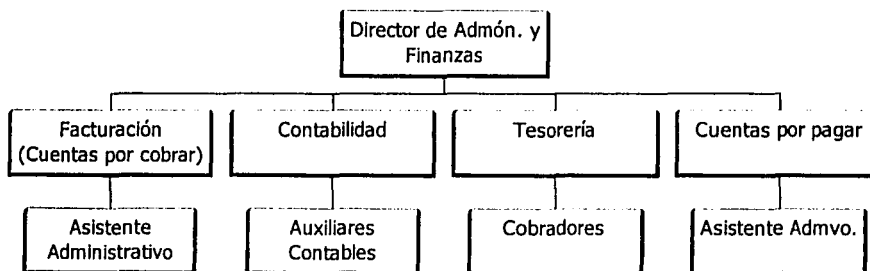 Director de Admón. y
Finanzas
Facturación
(Cuentas por cobrar)
Contabilidad
Tesorería
Cuentas por pagar
Asistente
Administrativo
Auxiliares
Contables
Cobradores
Asistente Admvo.